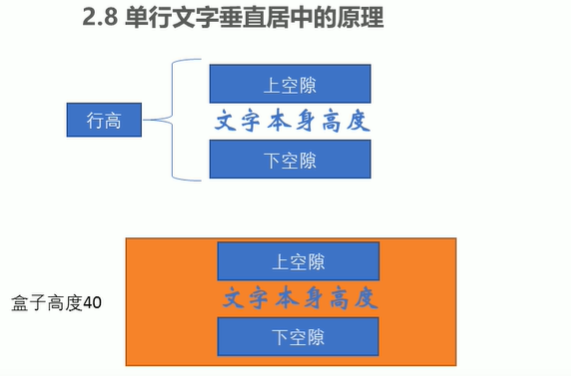 2.8 单行文字垂直居中的原理
上空隙
行高
文字本身高度
下空隙
上空隙
盒子高度40
文字本身高度
下空隙